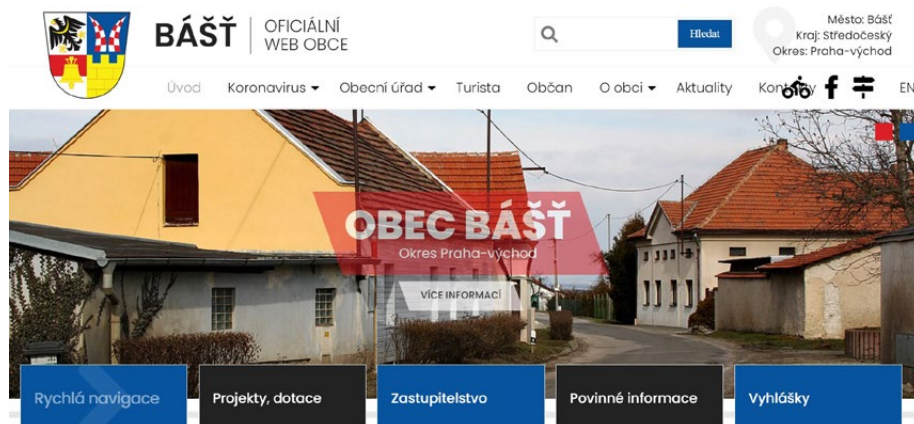 BÁŠŤ
OFICIÁLNÍ
WEB OBCE
Hledat
Město: Bášť
Kraj: Středočeský
Okres: Praha-východ
Úvod Koronavirus Obecní úřad Turista Občan O obci Aktuality Kontakty EN
OBEC BÁŠŤ
Okres Praha-východ
VÍCE INFORMACÍ
Rychlá navigace
Projekty, dotace
Zastupitelstvo
Povinné informace
Vyhlášky